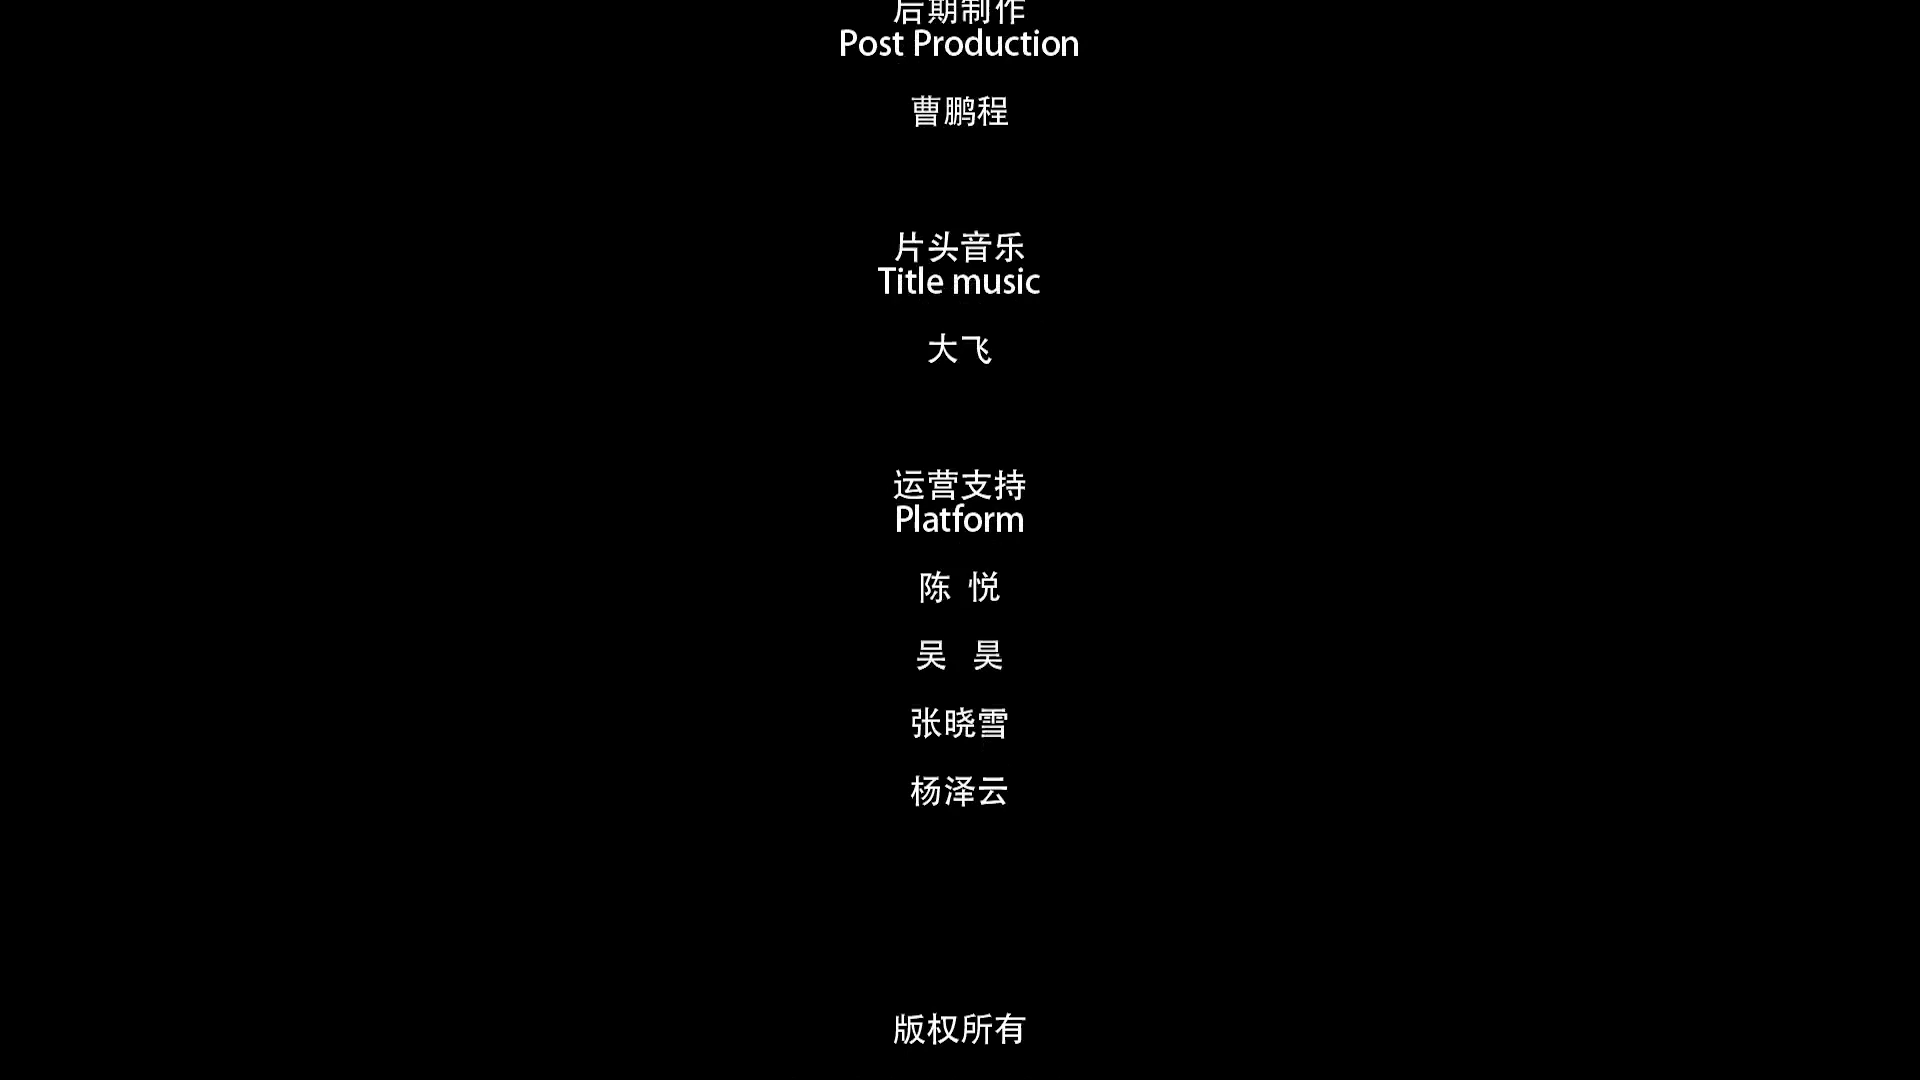 后期制作
Post Production
曹鹏程
片头音乐
Title music
大飞
运营支持
Platform
陈 悦
吴 昊
张晓雪
杨泽云
版权所有